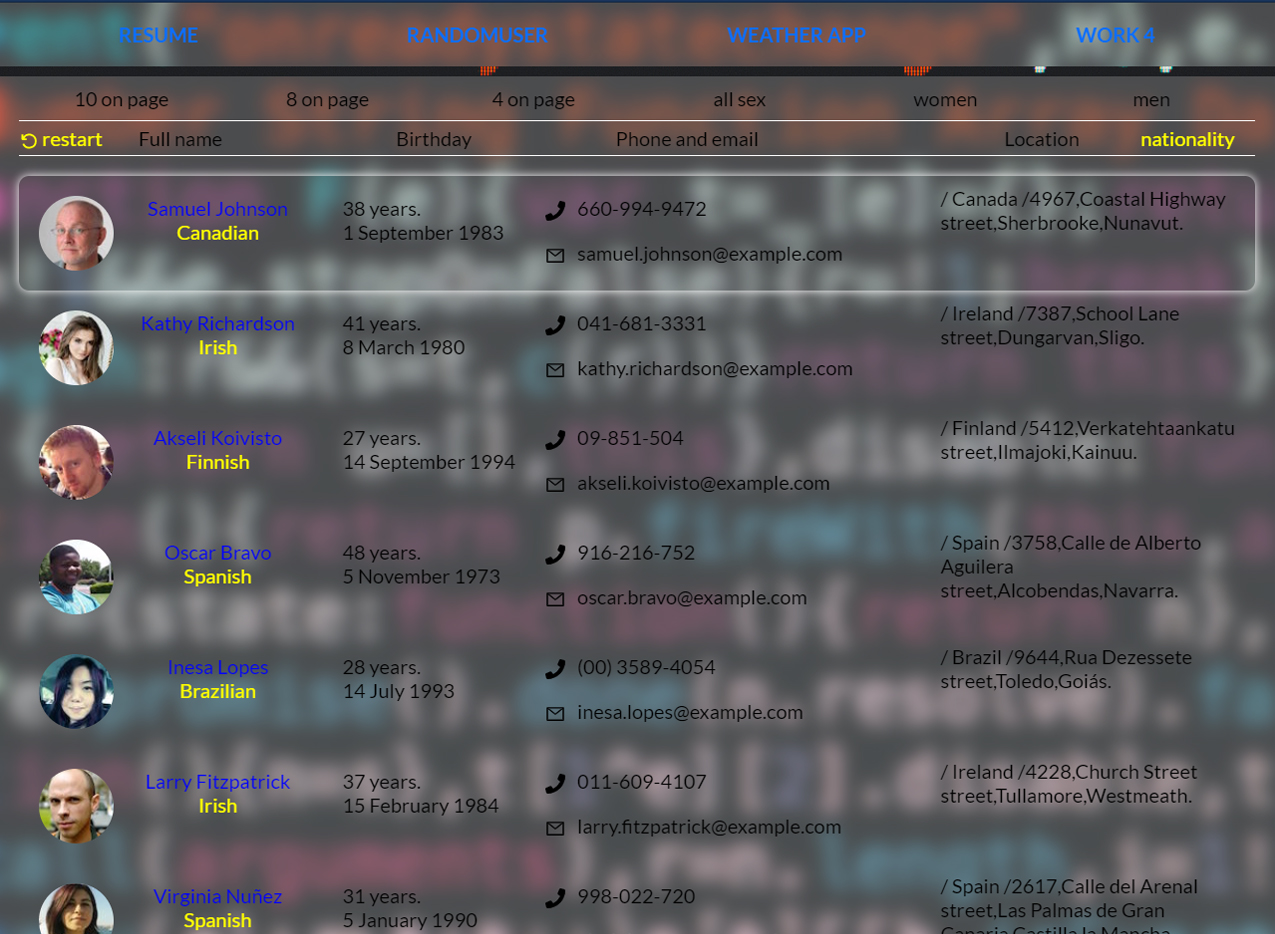 RESUME RANDOMUSER WEATHER APP WORK 4
10 on page 8 on page 4 on page all sex women men
restart Full name Birthday Phone and email Location nationality
Samuel Johnson 38 years. 660-994-9472 / Canada /4967,Coastal Highway
Canadian 1 September 1983 street,Sherbrooke,Nunavut.
samuel.johnson@example.com
Kathy Richardson 41 years. 041-681-3331 / Ireland /7387,School Lane
Irish 8 March 1980 street,Dungarvan,Sligo.
kathy.richardson@example.com
Akseli Koivisto 27 years. 09-851-504 / Finland /5412,Verkatehtaankatu
Finnish 14 September 1994 street,Ilmajoki,Kainuu.
akseli.koivisto@example.com
Oscar Bravo 48 years. 916-216-752 / Spain /3758,Calle de Alberto
Spanish 5 November 1973 Aguilera
oscar.bravo@example.com street,Alcobendas,Navarra.
Inesa Lopes 28 years. (00) 3589-4054 / Brazil /9644,Rua Dezessete
Brazilian 14 July 1993 street,Toledo,Goiás.
inesa.lopes@example.com
Larry Fitzpatrick 37 years. 011-609-4107 / Ireland /4228,Church Street
Irish 15 February 1984 street,Tullamore,Westmeath.
larry.fitzpatrick@example.com
Virginia Nuñez 31 years. 998-022-720 / Spain /2617,Calle del Arenal
Spanish 5 January 1990 street,Las Palmas de Gran
Canaria,Castilla la Mancha.